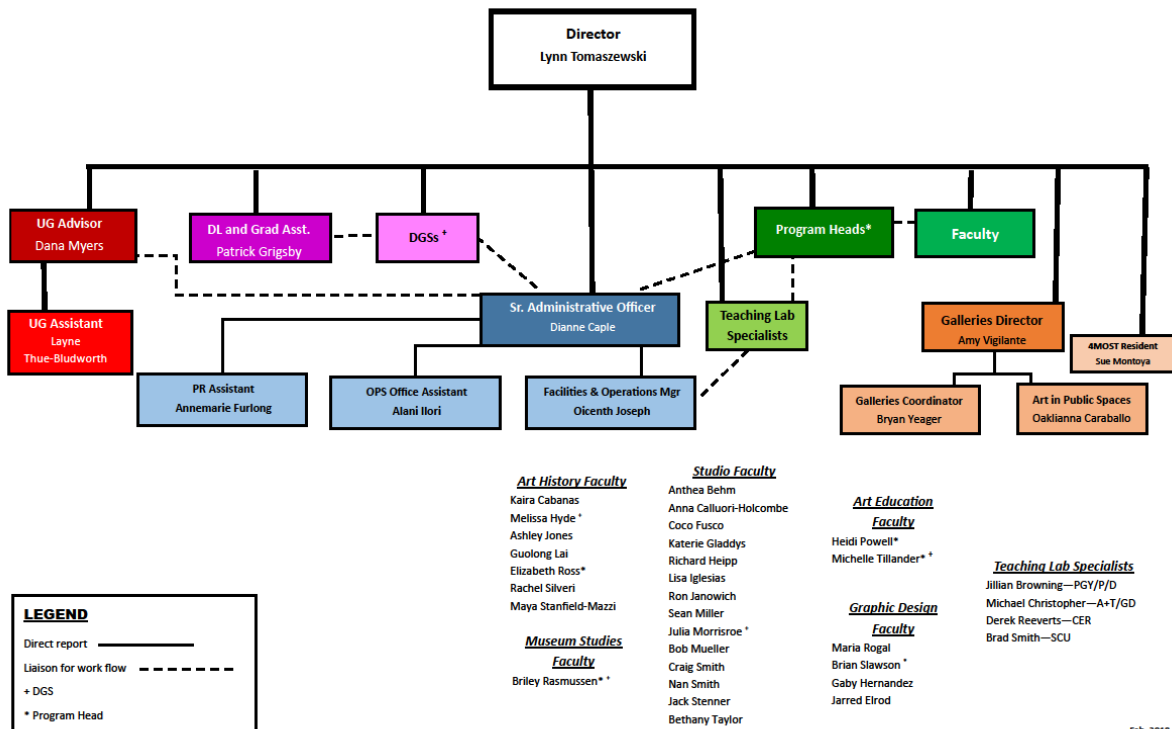 Director
Lynn Tomaszewski
UG Advisor
Dana Myers
DL and Grad Asst.
Patrick Grigsby
DGSs +
Program Heads*
Faculty
UG Assistant
Layne
Thue-Bludworth
Sr. Administrative Officer
Dianne Caple
Teaching Lab
Specialists
Galleries Director
Amy Vigilante
4MOST Resident
Sue Montoya
PR Assistant
Annemarie Furlong
OPS Office Assistant
Alani Ilori
Facilities & Operations Mgr
Oicenth Joseph
Galleries Coordinator
Bryan Yeager
Art in Public Spaces
Oaklianna Caraballo
Art History Faculty
Kaira Cabanas
Melissa Hyde +
Ashley Jones
Guolong Lai
Elizabeth Ross*
Rachel Silveri
Maya Stanfield-Mazzi
Museum Studies
Faculty
Briley Rasmussen* +
Studio Faculty
Anthea Behm
Anna Calluori-Holcombe
Coco Fusco
Katerie Gladdys
Richard Heipp
Lisa Iglesias
Ron Janowich
Sean Miller
Julia Morrisroe +
Bob Mueller
Craig Smith
Nan Smith
Jack Stenner
Bethany Taylor
Art Education
Faculty
Heidi Powell*
Michelle Tillander* +
Graphic Design
Faculty
Maria Rogal
Brian Slawson
Gaby Hernandez
Jarred Elrod
Teaching Lab Specialists
Jillian Browning—PGY/P/D
Michael Christopher—A+T/GD
Derek Reeverts—CER
Brad Smith—SCU
LEGEND
Direct report
Liaison for work flow
+ DGS
* Program Head